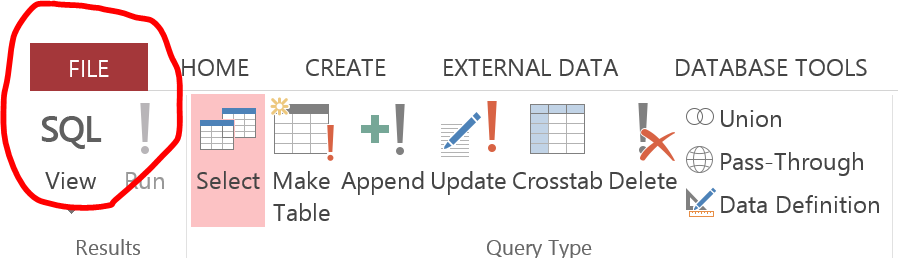 FILE HOME CREATE EXTERNAL DATA DATABASE TOOLS
SQL
View Run
Select Make Table Append Update Crosstab Delete
Union
Pass-Through
Data Definition
Results Query Type